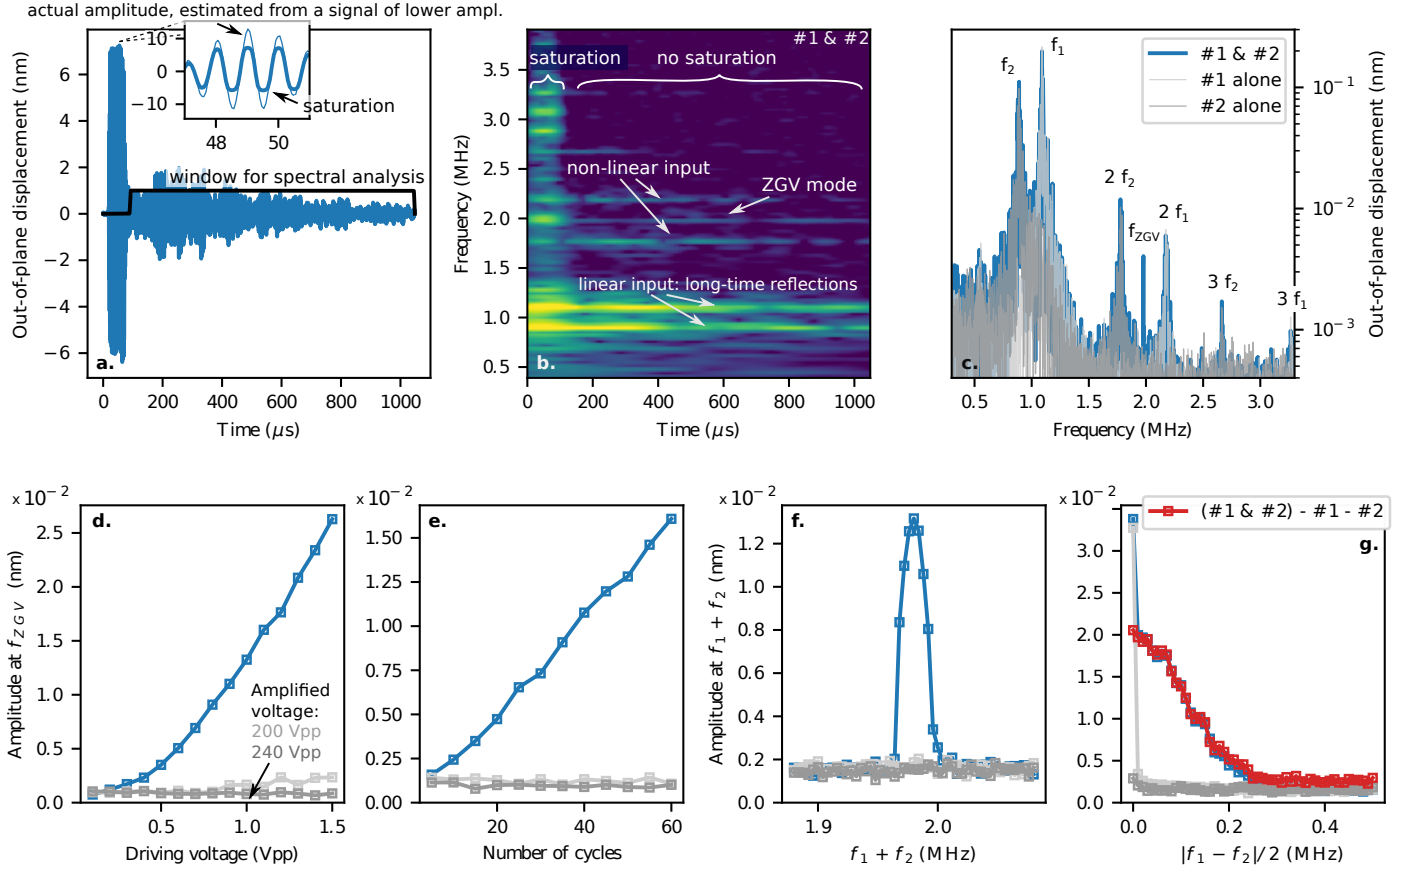 actual amplitude, estimated from a signal of lower ampl.
Out-of-plane displacement (nm)
6
4
2
0
−2
−4
−6
10
0
−10
48
50
saturation
window for spectral analysis
a.
0
200
400
600
800
1000
Time (μs)
#1 & #2
saturation
no saturation
non-linear input
ZGV mode
linear input: long-time reflections
b.
Frequency (MHz)
3.5
3.0
2.5
2.0
1.5
1.0
0.5
0
200
400
600
800
1000
Time (μs)
#1 & #2
#1 alone
#2 alone
f₂
f₁
2 f₂
f_ZGV
2 f₁
3 f₂
3 f₁
c.
10⁻¹
10⁻²
10⁻³
Out-of-plane displacement (nm)
0.5
1.0
1.5
2.0
2.5
3.0
Frequency (MHz)
x 10⁻²
d.
Amplitude at f_ZGV (nm)
2.5
2.0
1.5
1.0
0.5
0.0
Amplified
voltage:
200 Vpp
240 Vpp
0.5
1.0
1.5
Driving voltage (Vpp)
x 10⁻²
e.
1.50
1.25
1.00
0.75
0.50
0.25
0.00
20
40
60
Number of cycles
x 10⁻²
f.
Amplitude at f₁ + f₂ (nm)
1.2
1.0
0.8
0.6
0.4
0.2
0.0
1.9
2.0
f₁ + f₂ (MHz)
x 10⁻²
(#1 & #2) - #1 - #2
g.
3.0
2.5
2.0
1.5
1.0
0.5
0.0
0.0
0.2
0.4
|f₁ − f₂|/2 (MHz)